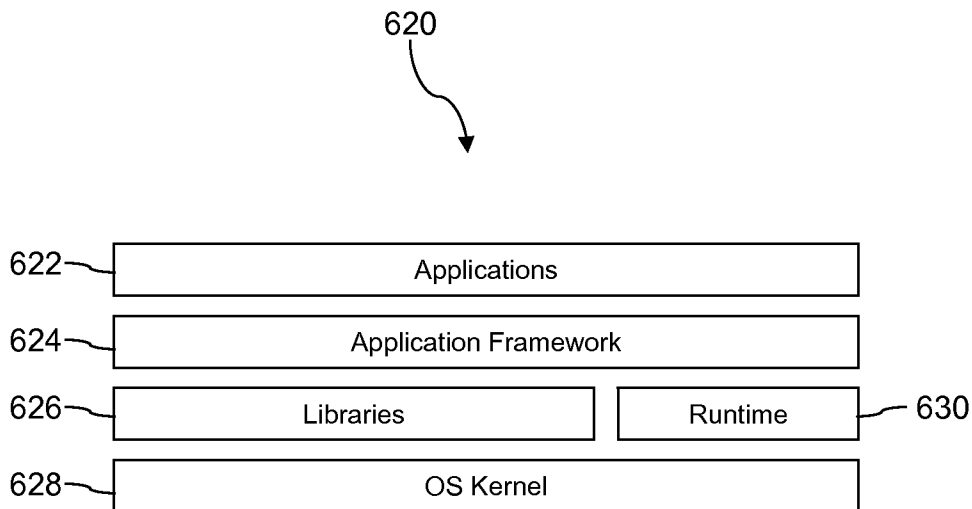 620
622 Applications
624 Application Framework
626 Libraries Runtime 630
628 OS Kernel